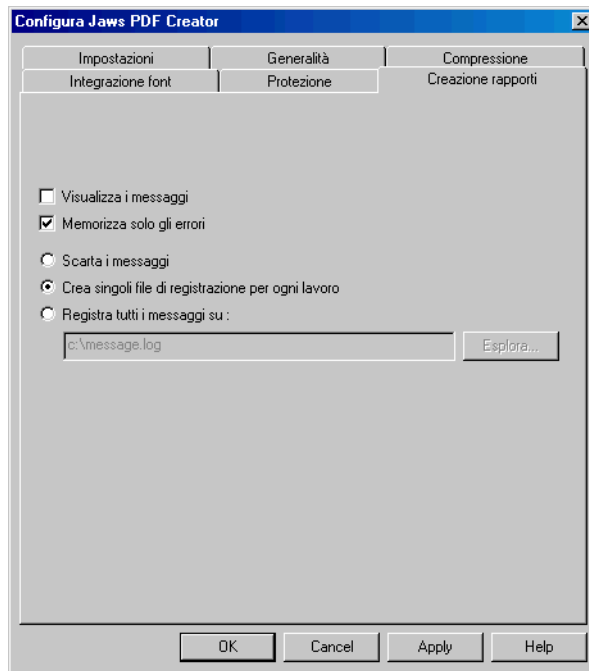 Configura Jaws PDF Creator
Impostazioni Generalità Compressione
Integrazione font Protezione Creazione rapporti
Visualizza i messaggi
Memorizza solo gli errori
Scarta i messaggi
Crea singoli file di registrazione per ogni lavoro
Registra tutti i messaggi su :
c:\message.log Esplora...
OK Cancel Apply Help